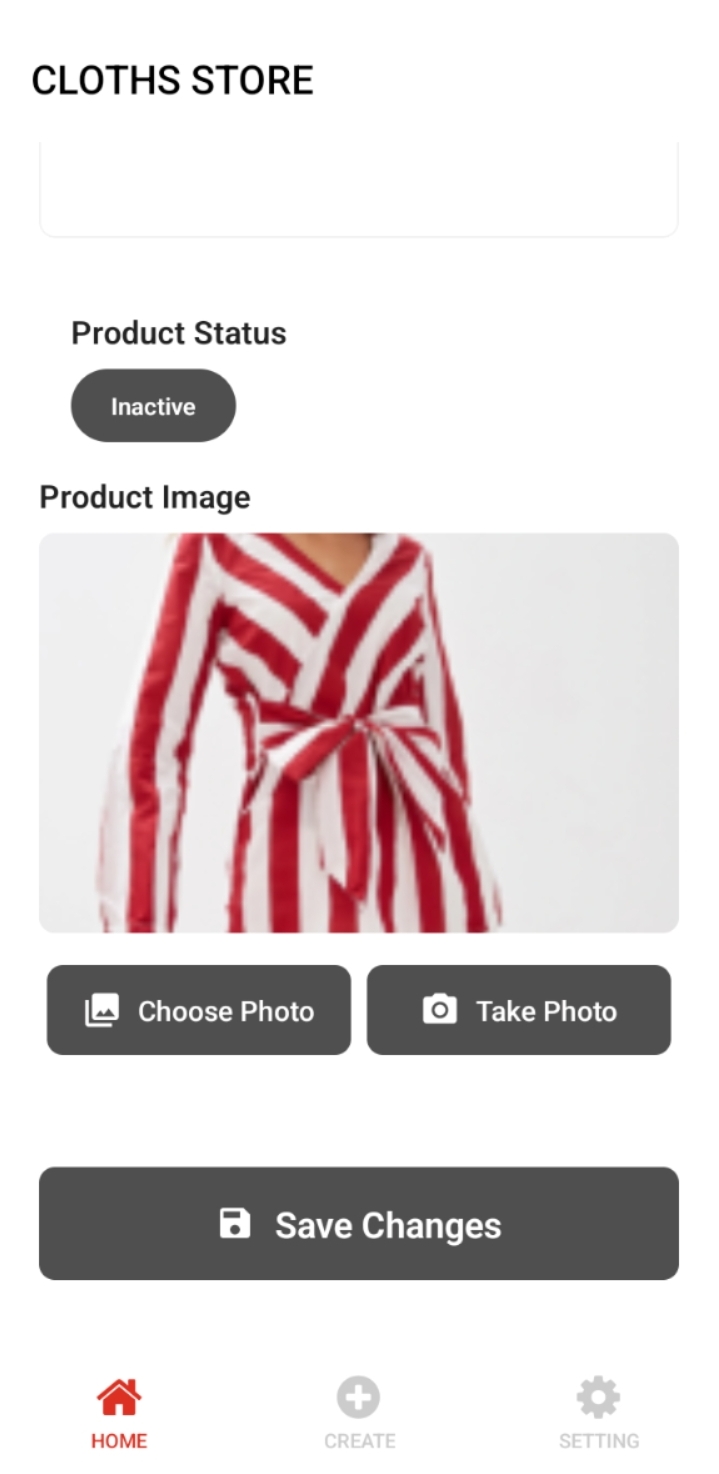 CLOTHS STORE
Product Status
Inactive
Product Image
Choose Photo
Take Photo
Save Changes
HOME
CREATE
SETTING